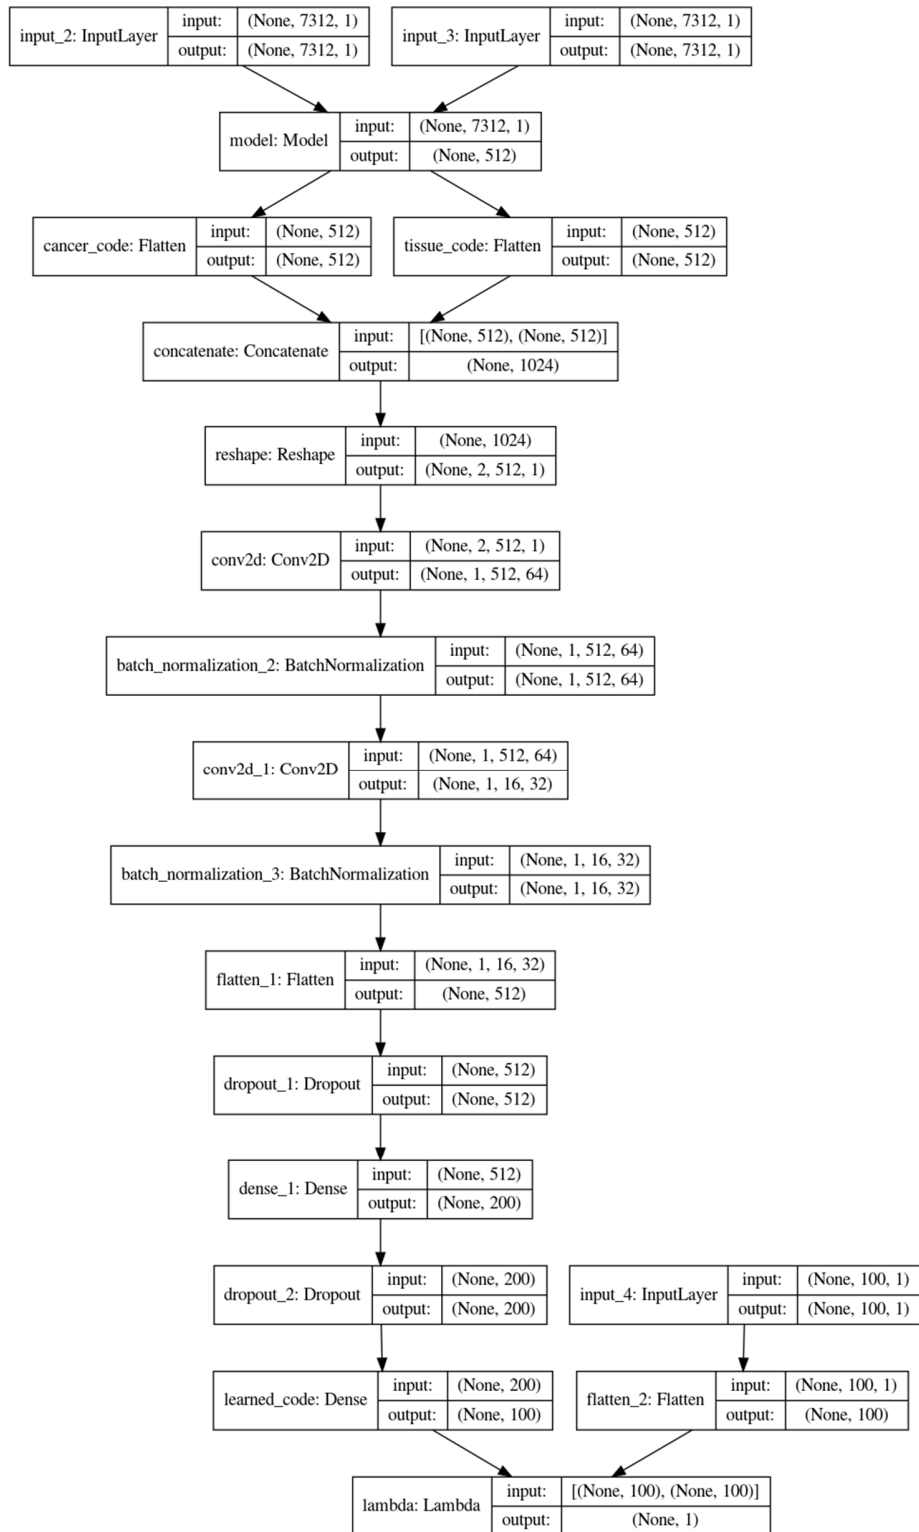 input_2: InputLayer
input: (None, 7312, 1)
output: (None, 7312, 1)
input_3: InputLayer
input: (None, 7312, 1)
output: (None, 7312, 1)
model: Model
input: (None, 7312, 1)
output: (None, 512)
cancer_code: Flatten
input: (None, 512)
output: (None, 512)
tissue_code: Flatten
input: (None, 512)
output: (None, 512)
concatenate: Concatenate
input: [(None, 512), (None, 512)]
output: (None, 1024)
reshape: Reshape
input: (None, 1024)
output: (None, 2, 512, 1)
conv2d: Conv2D
input: (None, 2, 512, 1)
output: (None, 1, 512, 64)
batch_normalization_2: BatchNormalization
input: (None, 1, 512, 64)
output: (None, 1, 512, 64)
conv2d_1: Conv2D
input: (None, 1, 512, 64)
output: (None, 1, 16, 32)
batch_normalization_3: BatchNormalization
input: (None, 1, 16, 32)
output: (None, 1, 16, 32)
flatten_1: Flatten
input: (None, 1, 16, 32)
output: (None, 512)
dropout_1: Dropout
input: (None, 512)
output: (None, 512)
dense_1: Dense
input: (None, 512)
output: (None, 200)
dropout_2: Dropout
input: (None, 200)
output: (None, 200)
input_4: InputLayer
input: (None, 100, 1)
output: (None, 100, 1)
learned_code: Dense
input: (None, 200)
output: (None, 100)
flatten_2: Flatten
input: (None, 100, 1)
output: (None, 100)
lambda: Lambda
input: [(None, 100), (None, 100)]
output: (None, 1)